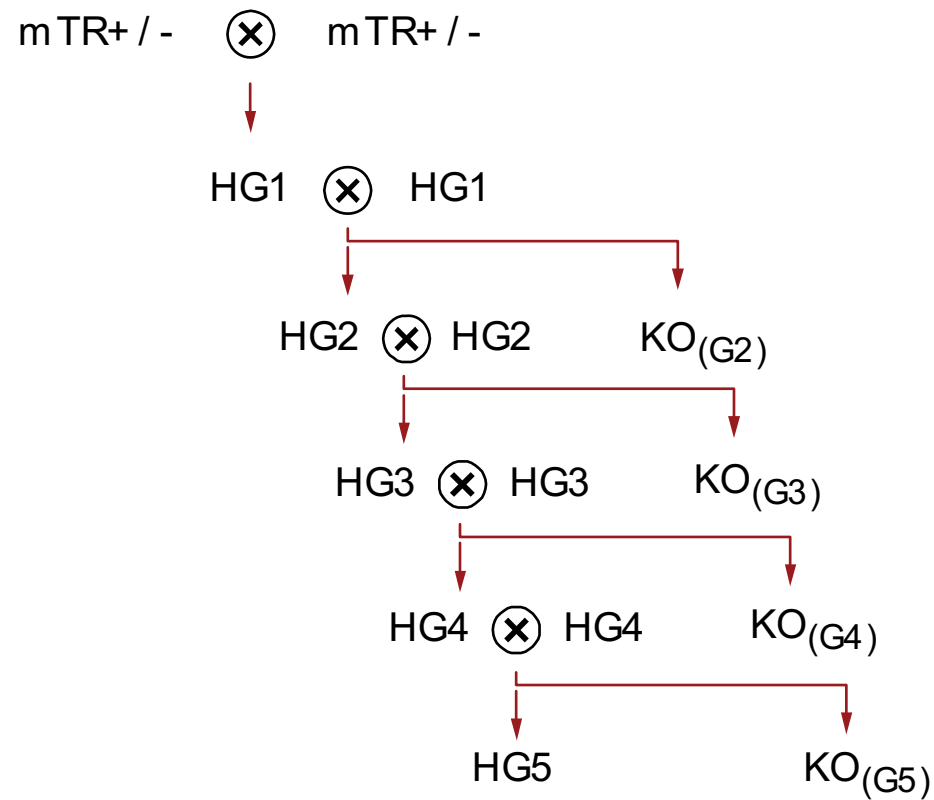 mTR+ / - × mTR+ / -
HG1 × HG1
HG2 × HG2 KO(G2)
HG3 × HG3 KO(G3)
HG4 × HG4 KO(G4)
HG5 KO(G5)